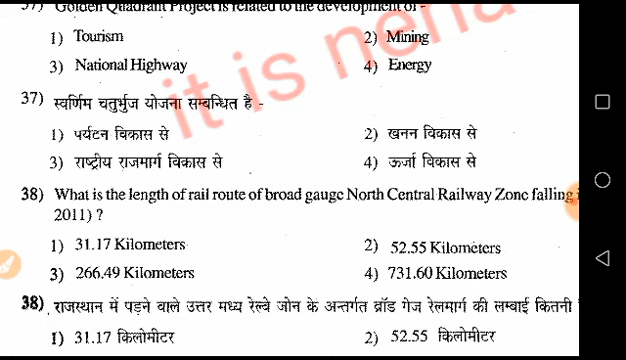 37) Golden Quadrant Project is related to the development of -
1) Tourism 2) Mining
3) National Highway 4) Energy
it is neha
37) स्वर्णिम चतुर्भुज योजना सम्बन्धित है -
1) पर्यटन विकास से 2) खनन विकास से
3) राष्ट्रीय राजमार्ग विकास से 4) ऊर्जा विकास से
38) What is the length of rail route of broad gauge North Central Railway Zone falling
2011) ?
1) 31.17 Kilometers 2) 52.55 Kilometers
3) 266.49 Kilometers 4) 731.60 Kilometers
38) राजस्थान में पड़ने वाले उत्तर मध्य रेल्वे जोन के अन्तर्गत ब्रॉड गेज रेलमार्ग की लम्बाई कितनी
1) 31.17 किलोमीटर 2) 52.55 किलोमीटर